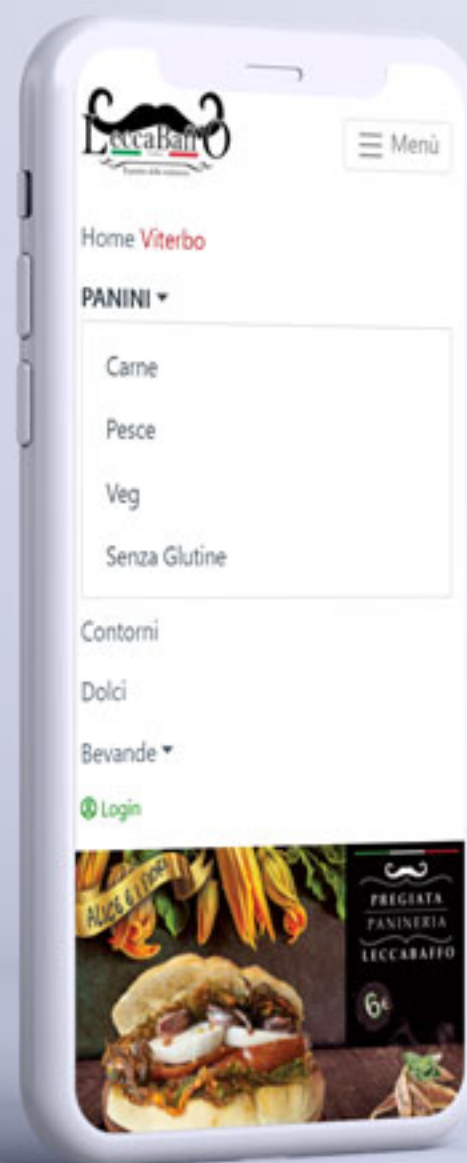 LeccaBaffO
☰ Menù
Home Viterbo
PANINI
Carne
Pesce
Veg
Senza Glutine
Contorni
Dolci
Bevande
Login
ALICE & I FIORI
PREGIATA
PANINERIA
LECCABAFFO
6€